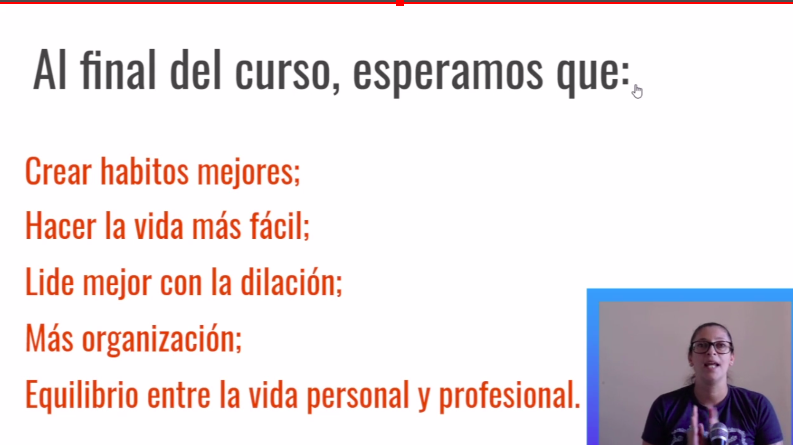 Al final del curso, esperamos que:
Crear habitos mejores;
Hacer la vida más fácil;
Lide mejor con la dilación;
Más organización;
Equilibrio entre la vida personal y profesional.